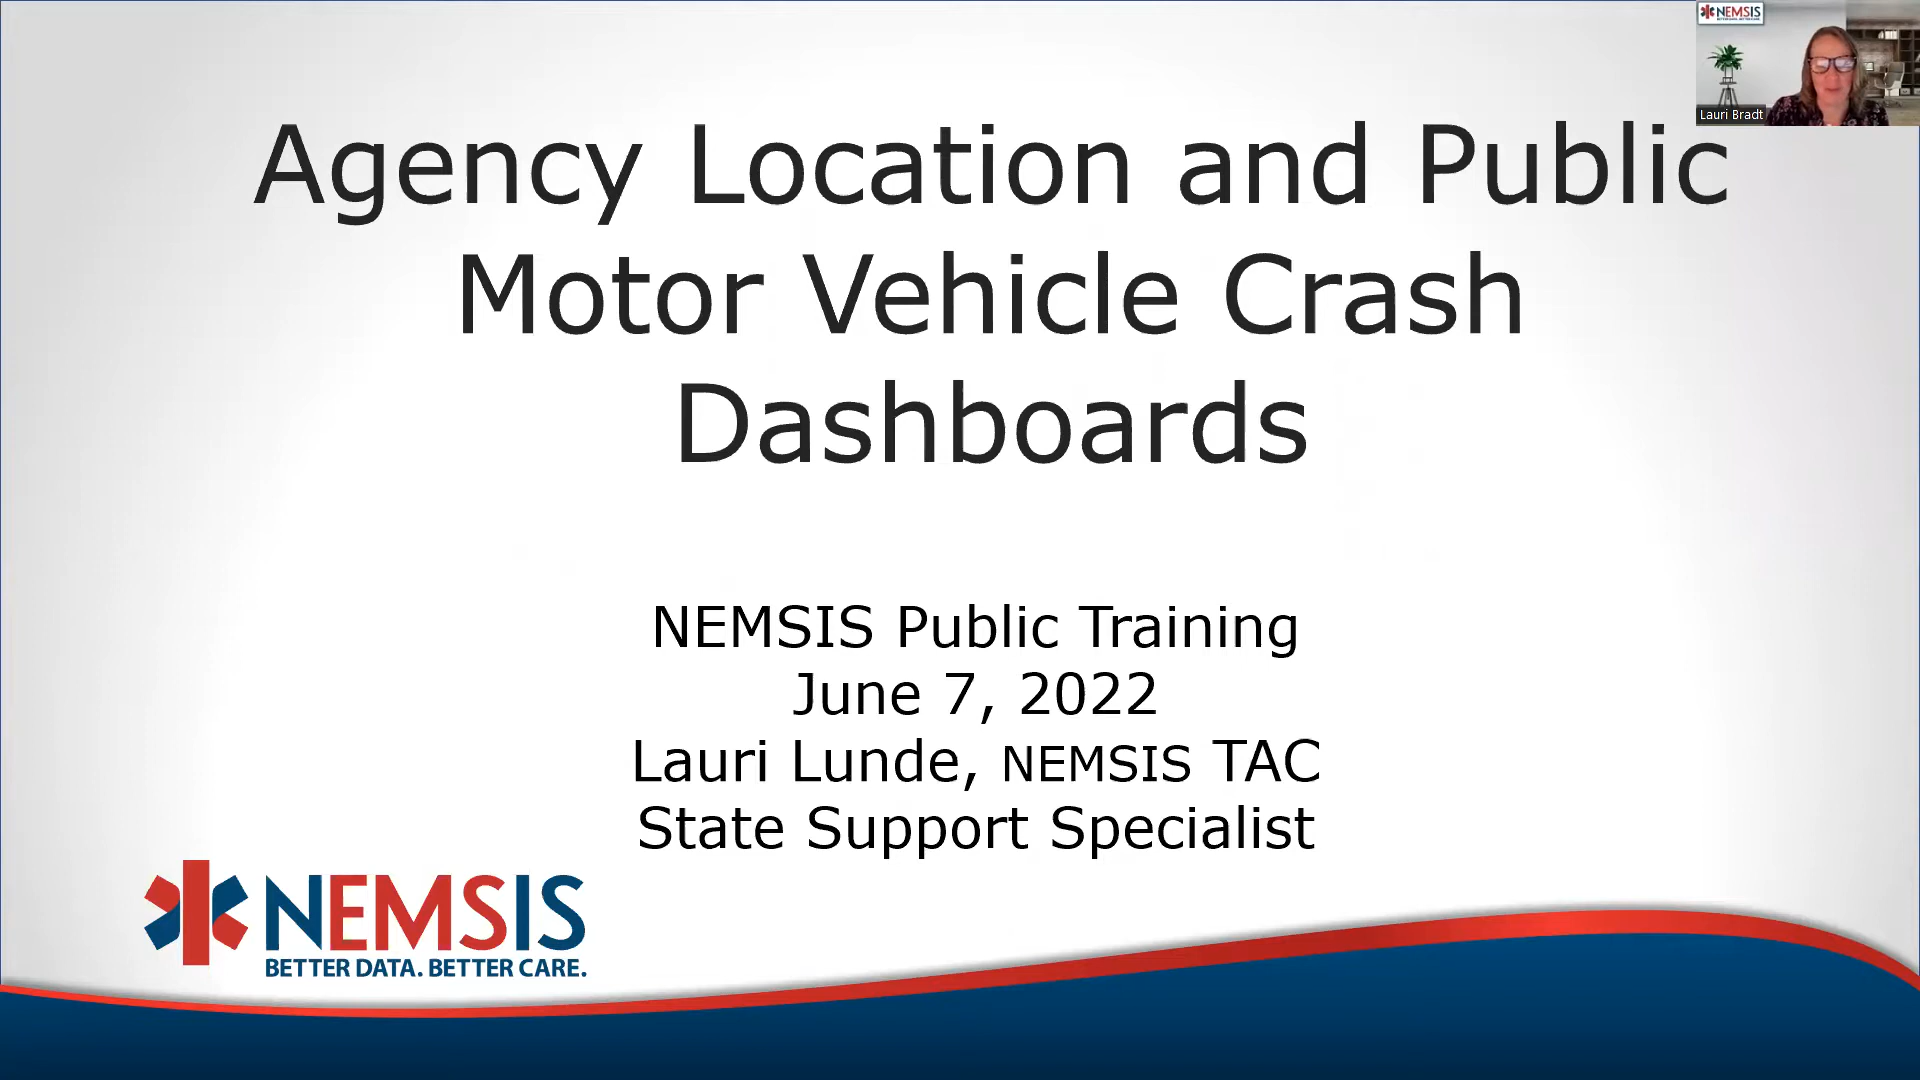 NEMSIS
Lauri Bradt
Agency Location and Public
Motor Vehicle Crash
Dashboards
NEMSIS Public Training
June 7, 2022
Lauri Lunde, NEMSIS TAC
State Support Specialist
NEMSIS
BETTER DATA. BETTER CARE.